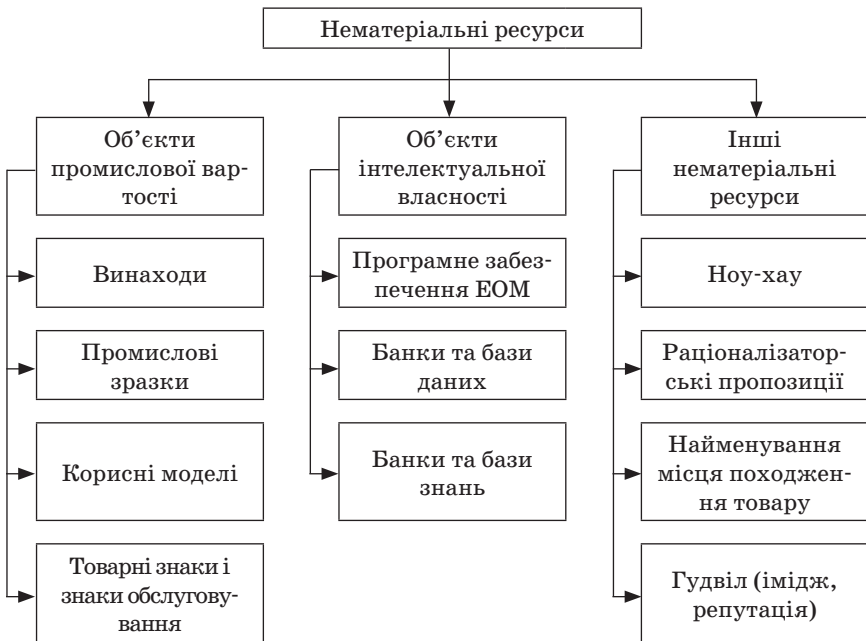 Нематеріальні ресурси
Об’єкти
промислової вар-
тості
Об’єкти
інтелектуальної
власності
Інші
нематеріальні
ресурси
Винаходи
Програмне забез-
печення ЕОМ
Ноу-хау
Промислові
зразки
Банки та бази
даних
Раціоналізатор-
ські пропозиції
Корисні моделі
Банки та бази
знань
Найменування
місця походжен-
ня товару
Товарні знаки і
знаки обслугову-
вання
Гудвіл (імідж,
репутація)